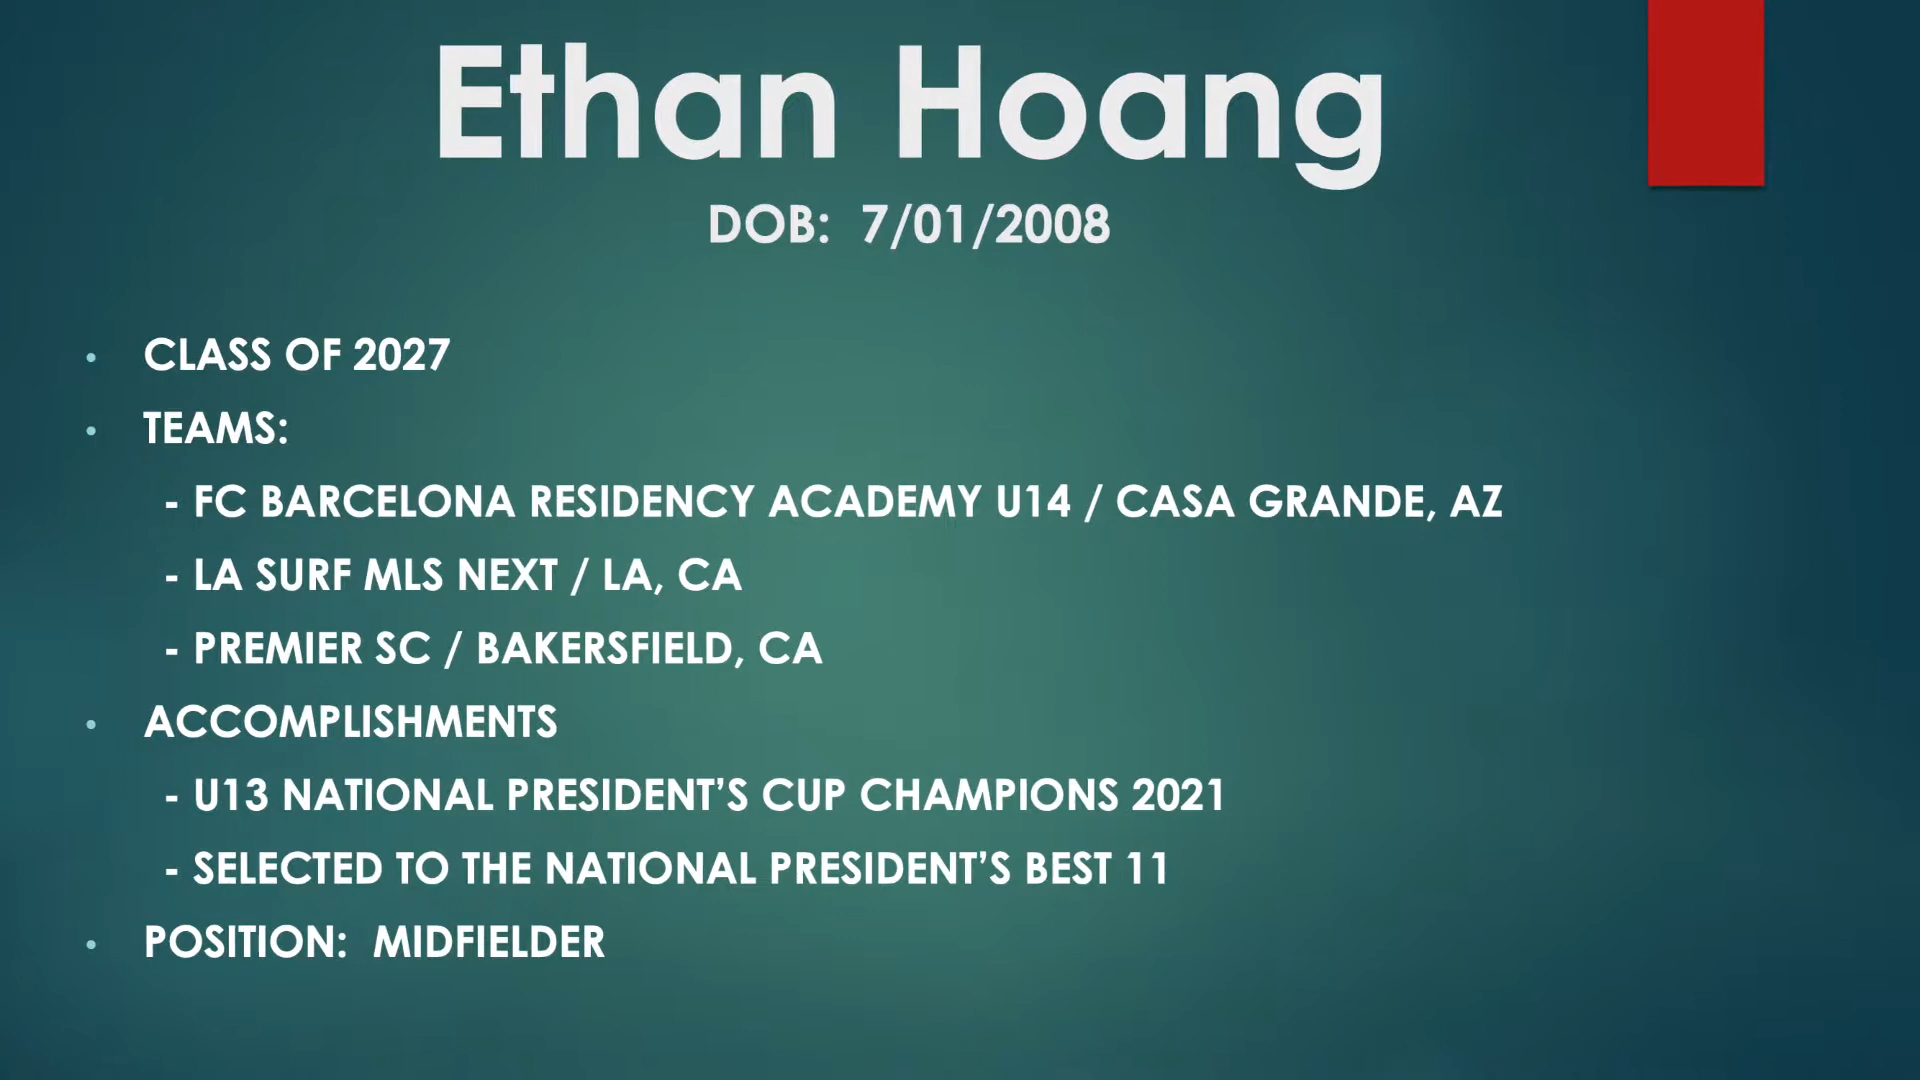 Ethan Hoang
DOB:  7/01/2008
• CLASS OF 2027
• TEAMS:
- FC BARCELONA RESIDENCY ACADEMY U14 / CASA GRANDE, AZ
- LA SURF MLS NEXT / LA, CA
- PREMIER SC / BAKERSFIELD, CA
• ACCOMPLISHMENTS
- U13 NATIONAL PRESIDENT’S CUP CHAMPIONS 2021
- SELECTED TO THE NATIONAL PRESIDENT’S BEST 11
• POSITION:  MIDFIELDER